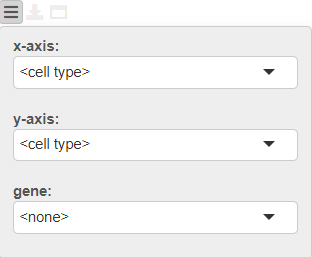 x-axis:
<cell type>
y-axis:
<cell type>
gene:
<none>